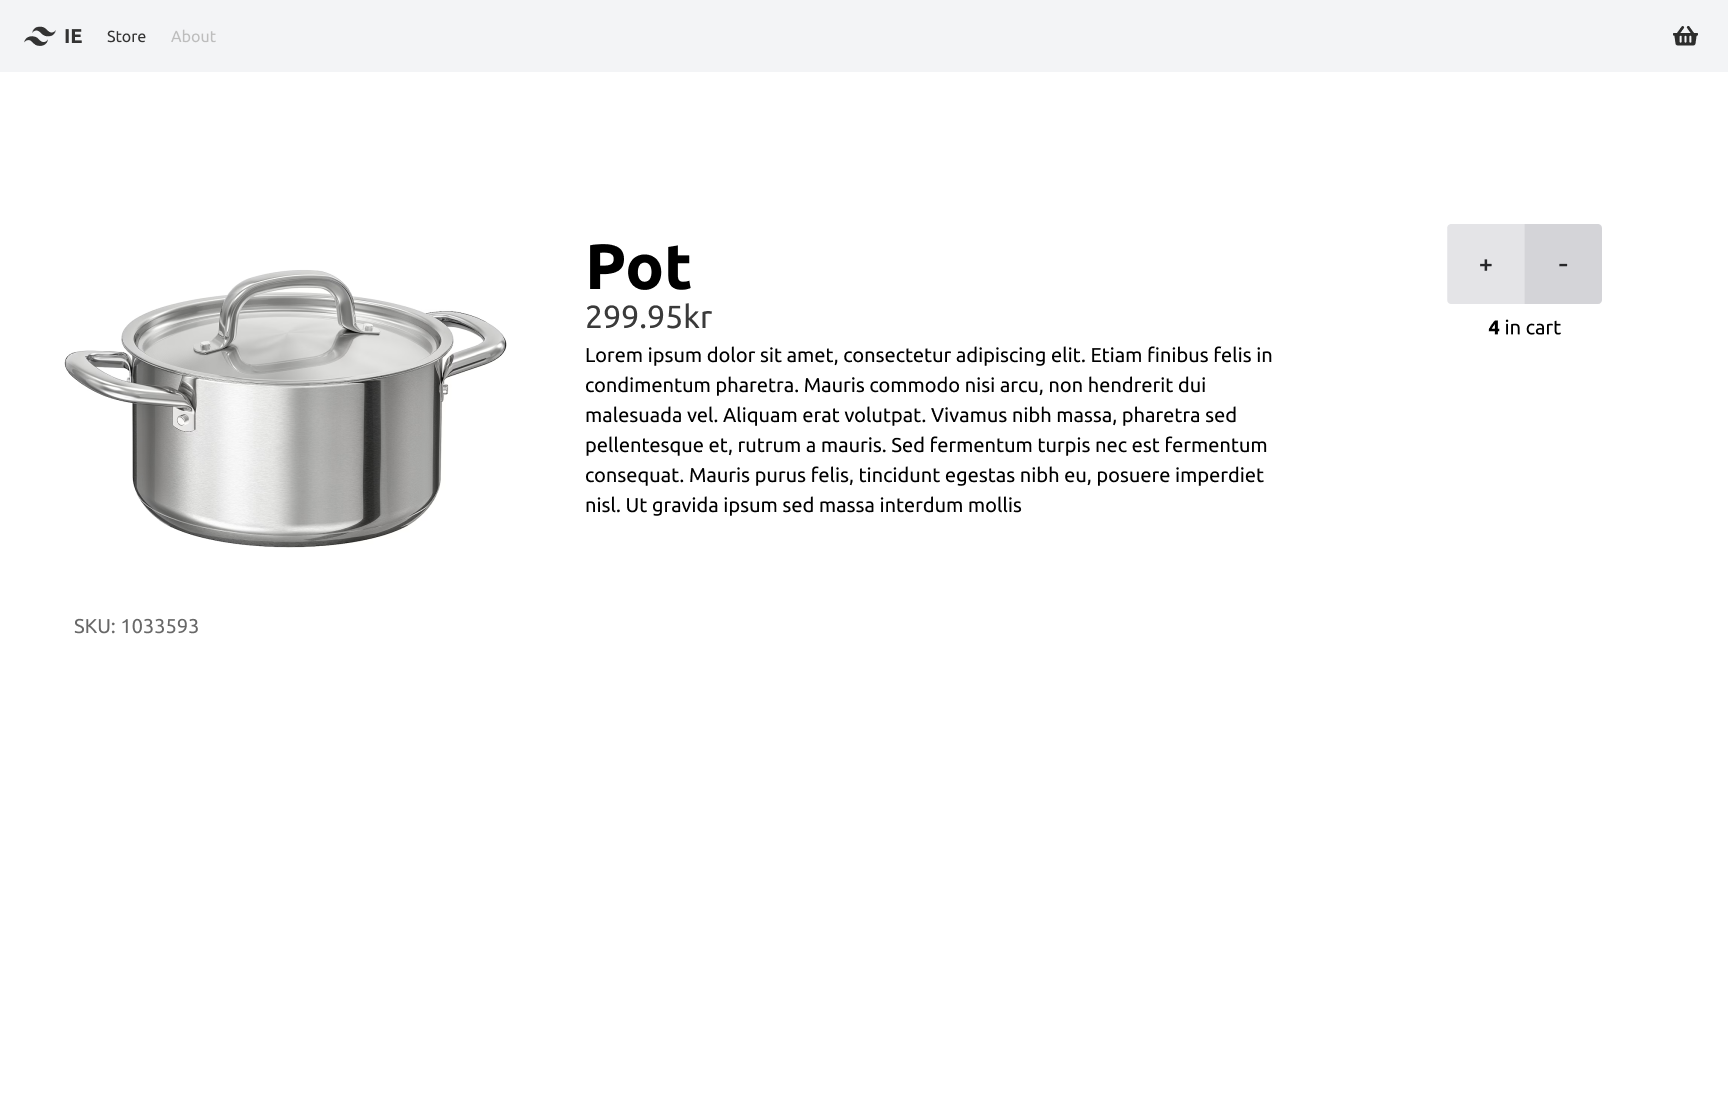 IE
Store
About
Pot
299.95kr
Lorem ipsum dolor sit amet, consectetur adipiscing elit. Etiam finibus felis in
condimentum pharetra. Mauris commodo nisi arcu, non hendrerit dui
malesuada vel. Aliquam erat volutpat. Vivamus nibh massa, pharetra sed
pellentesque et, rutrum a mauris. Sed fermentum turpis nec est fermentum
consequat. Mauris purus felis, tincidunt egestas nibh eu, posuere imperdiet
nisl. Ut gravida ipsum sed massa interdum mollis
+
-
4 in cart
SKU: 1033593